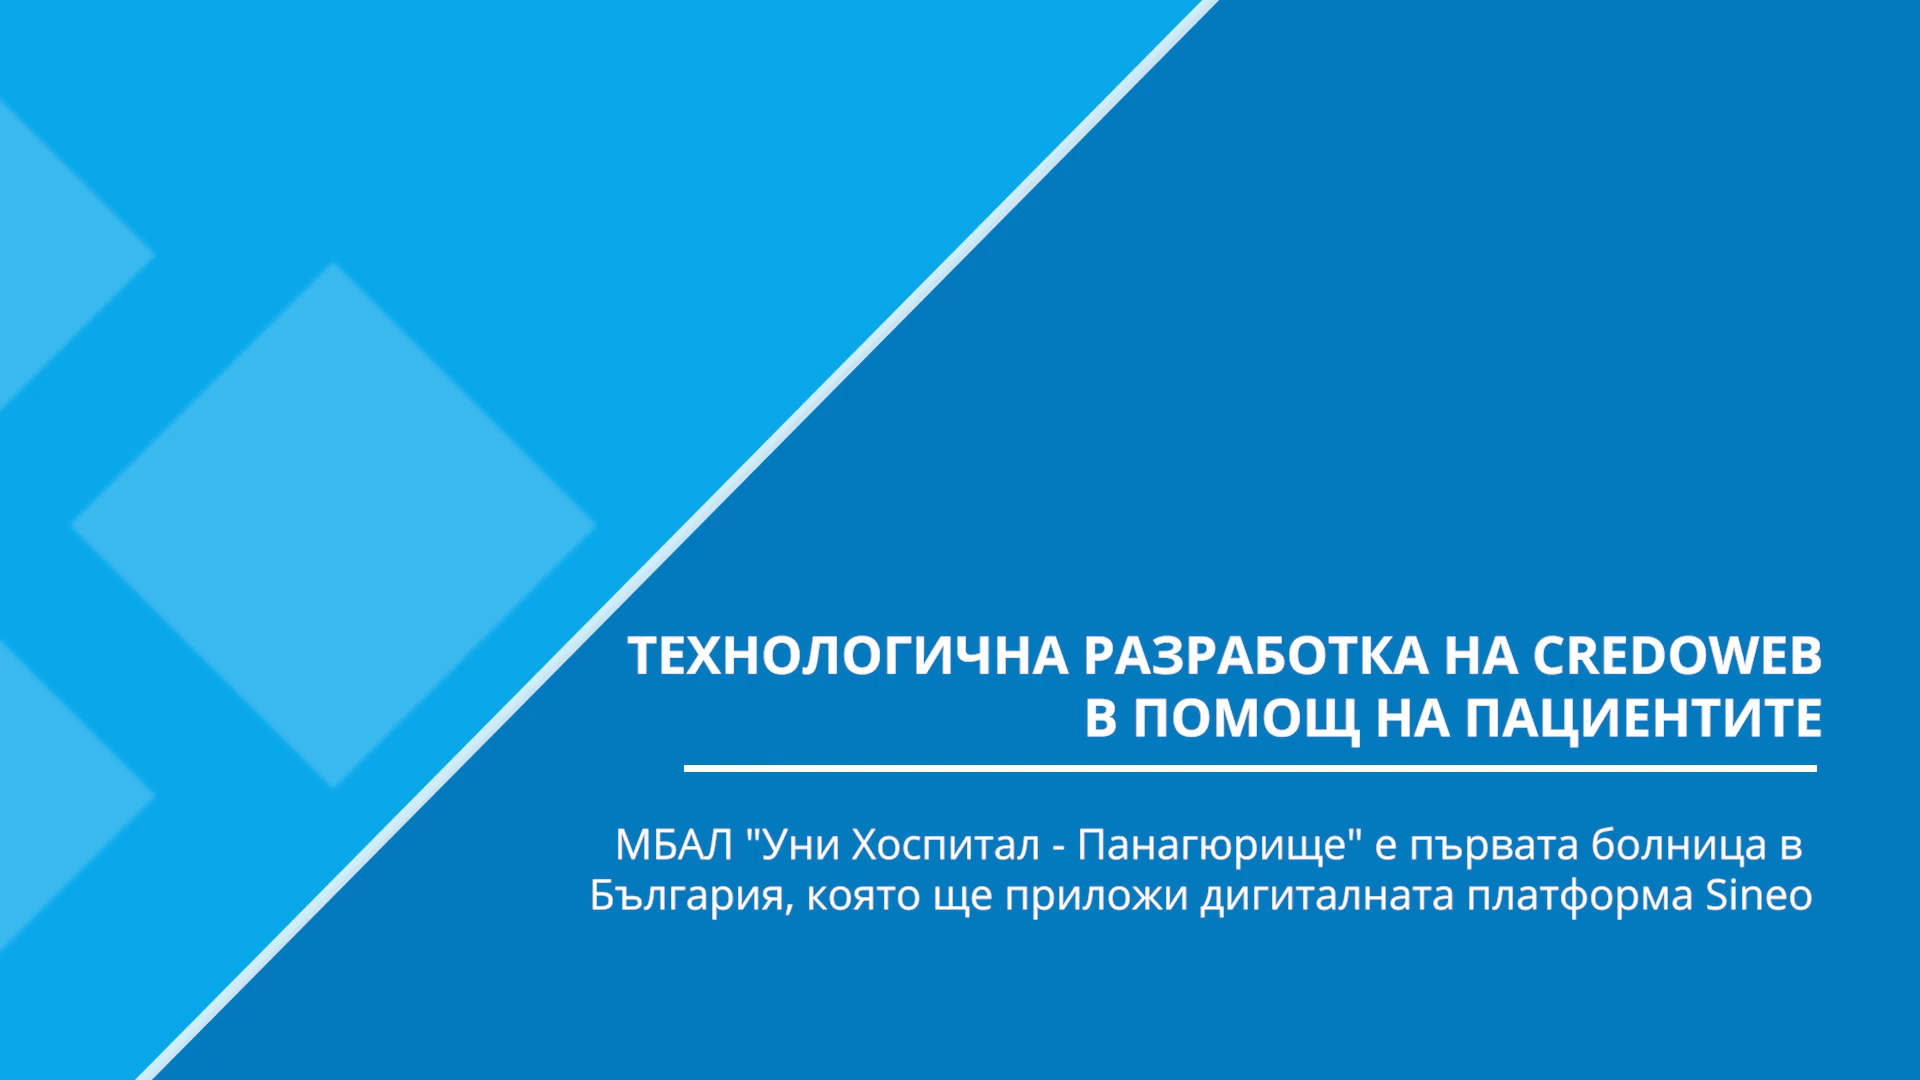 ТЕХНОЛОГИЧНА РАЗРАБОТКА НА CREDOWEB
В ПОМОЩ НА ПАЦИЕНТИТЕ
МБАЛ "Уни Хоспитал - Панагюрище" е първата болница в
България, която ще приложи дигиталната платформа Sineo